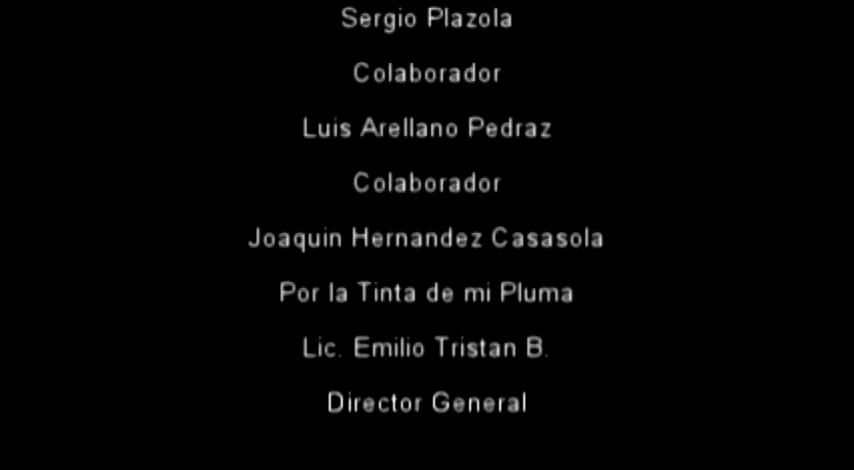 Sergio Plazola
Colaborador
Luis Arellano Pedraz
Colaborador
Joaquin Hernandez Casasola
Por la Tinta de mi Pluma
Lic. Emilio Tristan B.
Director General